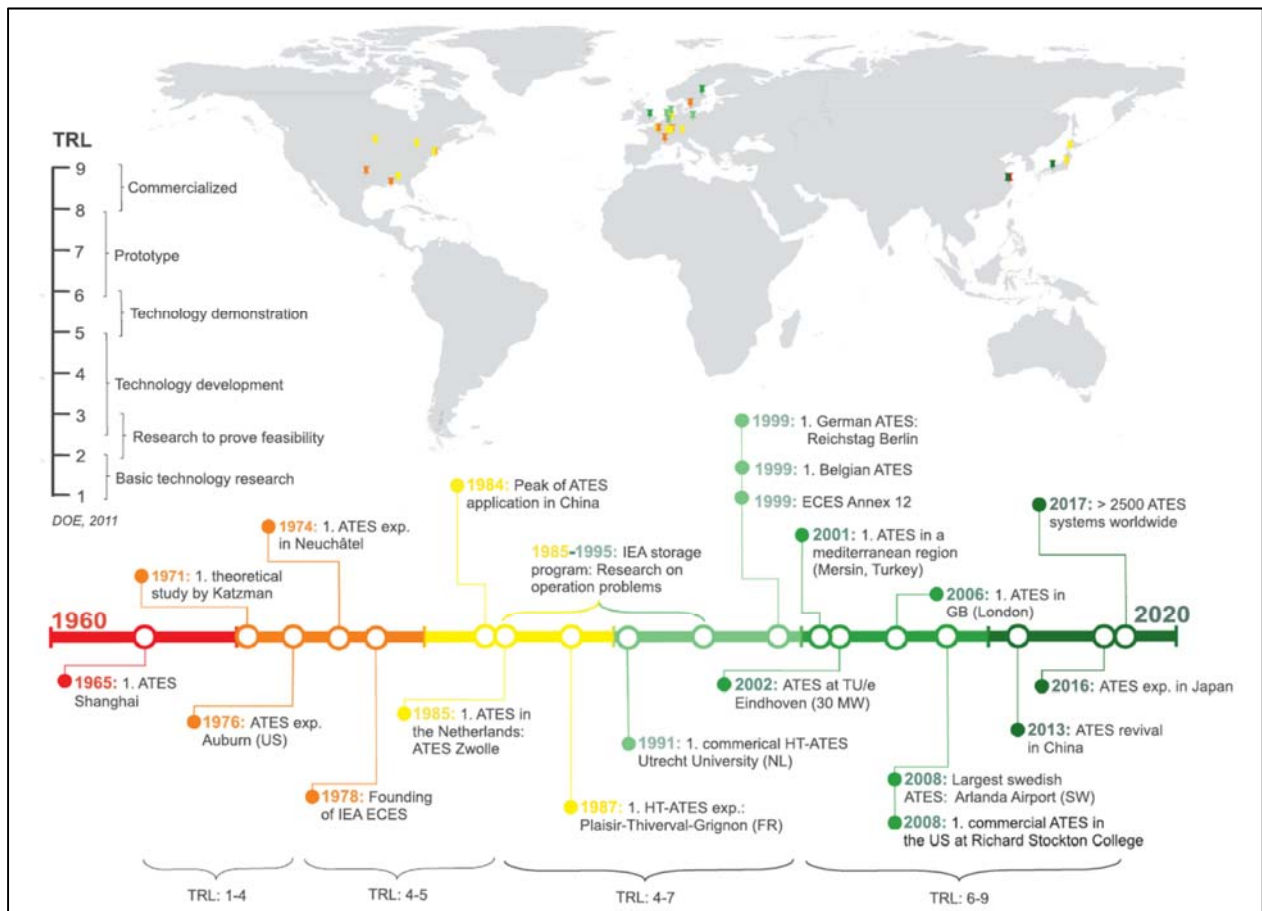 TRL
9
Commercialized
8
7
Prototype
6
Technology demonstration
5
4
Technology development
3
Research to prove feasibility
2
Basic technology research
1
DOE, 2011
1960
2020
1965: 1. ATES
Shanghai
1971: 1. theoretical
study by Katzman
1976: ATES exp.
Auburn (US)
1974: 1. ATES exp.
in Neuchâtel
1978: Founding
of IEA ECES
1984: Peak of ATES
application in China
1985: 1. ATES in
the Netherlands:
ATES Zwolle
1985-1995: IEA storage
program: Research on
operation problems
1987: 1. HT-ATES exp.:
Plaisir-Thiverval-Grignon (FR)
1991: 1. commerical HT-ATES
Utrecht University (NL)
1999: 1. German ATES:
Reichstag Berlin
1999: 1. Belgian ATES
1999: ECES Annex 12
2001: 1. ATES in a
mediterranean region
(Mersin, Turkey)
2002: ATES at TU/e
Eindhoven (30 MW)
2006: 1. ATES in
GB (London)
2008: Largest swedish
ATES: Arlanda Airport (SW)
2008: 1. commercial ATES in
the US at Richard Stockton College
2013: ATES revival
in China
2016: ATES exp. in Japan
2017: > 2500 ATES
systems worldwide
TRL: 1-4
TRL: 4-5
TRL: 4-7
TRL: 6-9